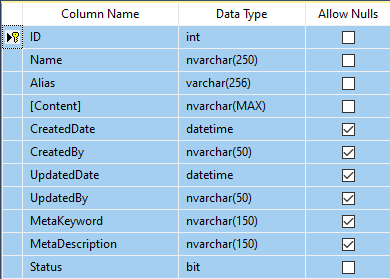 Column Name Data Type Allow Nulls
ID int
Name nvarchar(250)
Alias varchar(256)
[Content] nvarchar(MAX)
CreatedDate datetime
CreatedBy nvarchar(50)
UpdatedDate datetime
UpdatedBy nvarchar(50)
MetaKeyword nvarchar(150)
MetaDescription nvarchar(150)
Status bit